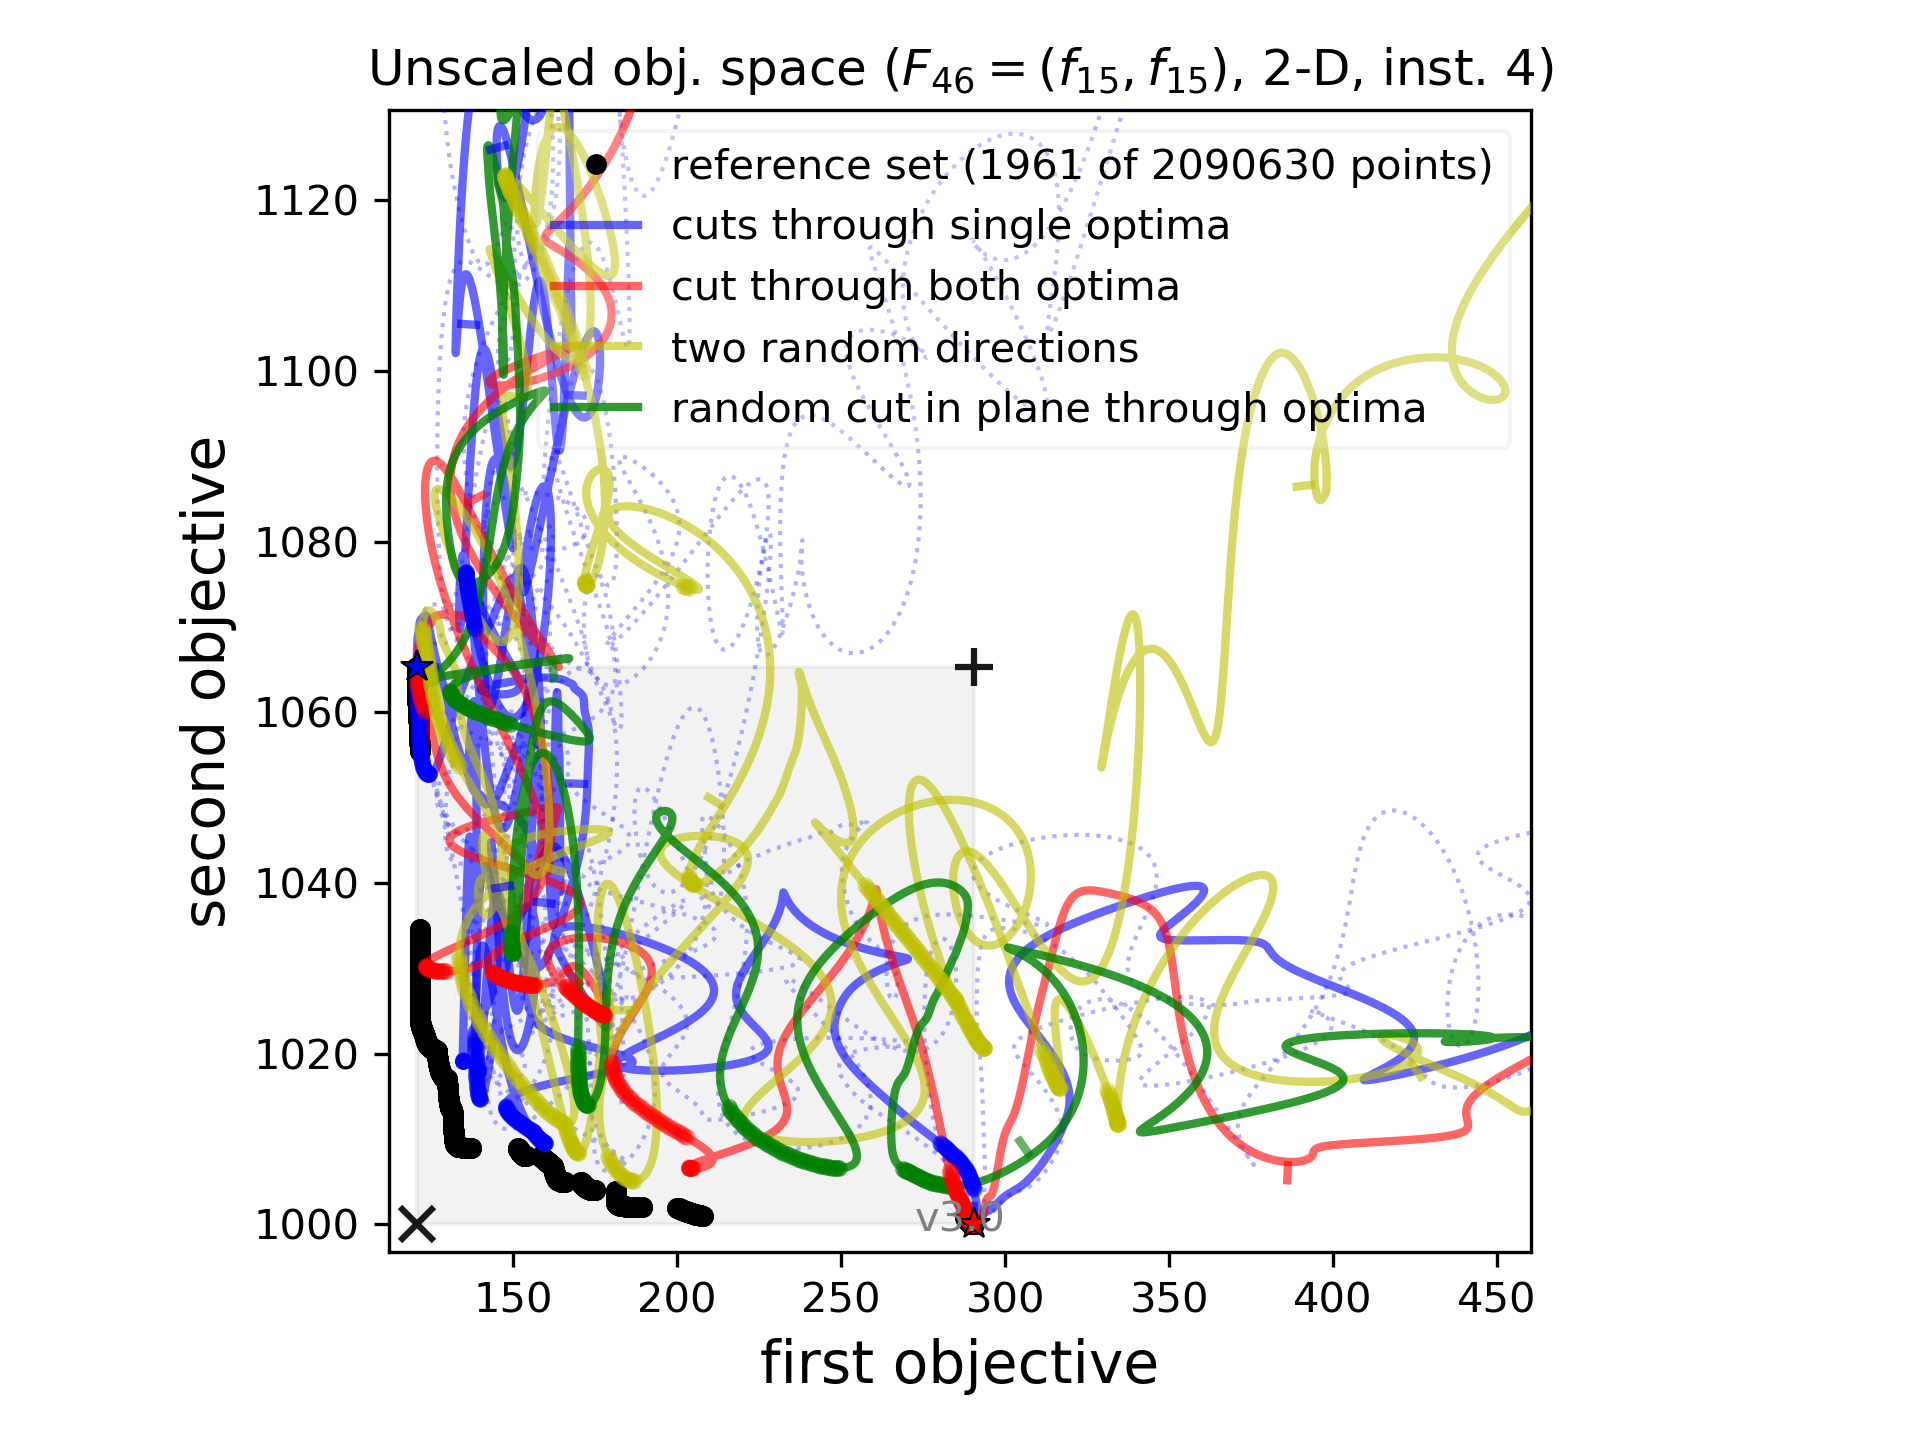 Unscaled obj. space (F₄₆ = (f₁₅, f₁₅), 2-D, inst. 4)
reference set (1961 of 2090630 points)
cuts through single optima
cut through both optima
two random directions
random cut in plane through optima
second objective
1120
1100
1080
1060
1040
1020
1000
v3.0
150 200 250 300 350 400 450
first objective